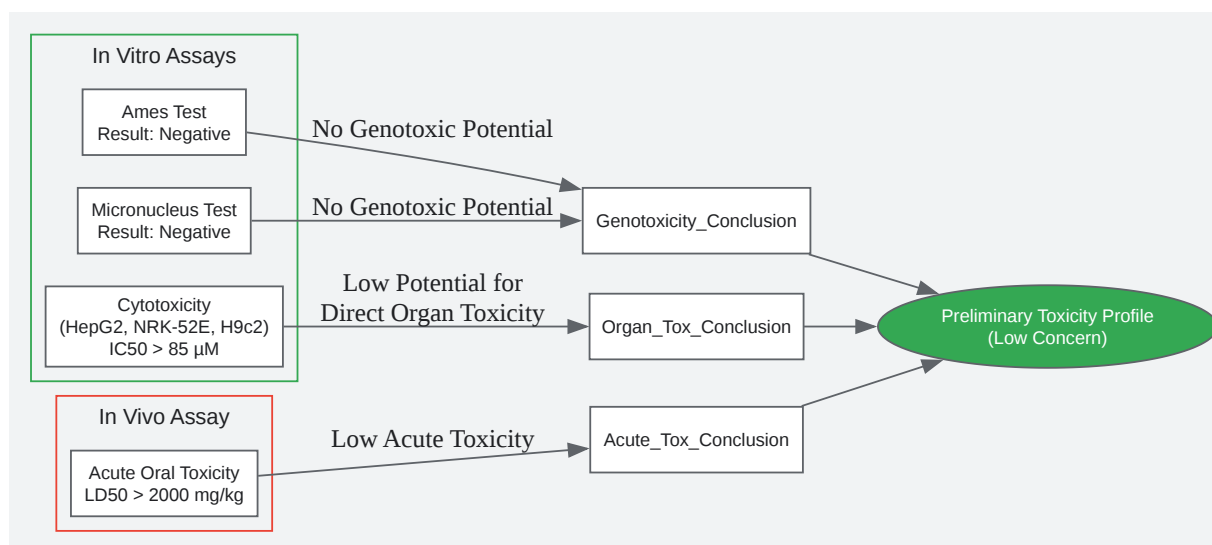 In Vitro Assays
Ames Test
Result: Negative
No Genotoxic Potential
Micronucleus Test
Result: Negative
No Genotoxic Potential
Genotoxicity_Conclusion
Cytotoxicity
(HepG2, NRK-52E, H9c2)
IC50 > 85 µM
Low Potential for
Direct Organ Toxicity
Organ_Tox_Conclusion
Preliminary Toxicity Profile
(Low Concern)
In Vivo Assay
Acute Oral Toxicity
LD50 > 2000 mg/kg
Low Acute Toxicity
Acute_Tox_Conclusion